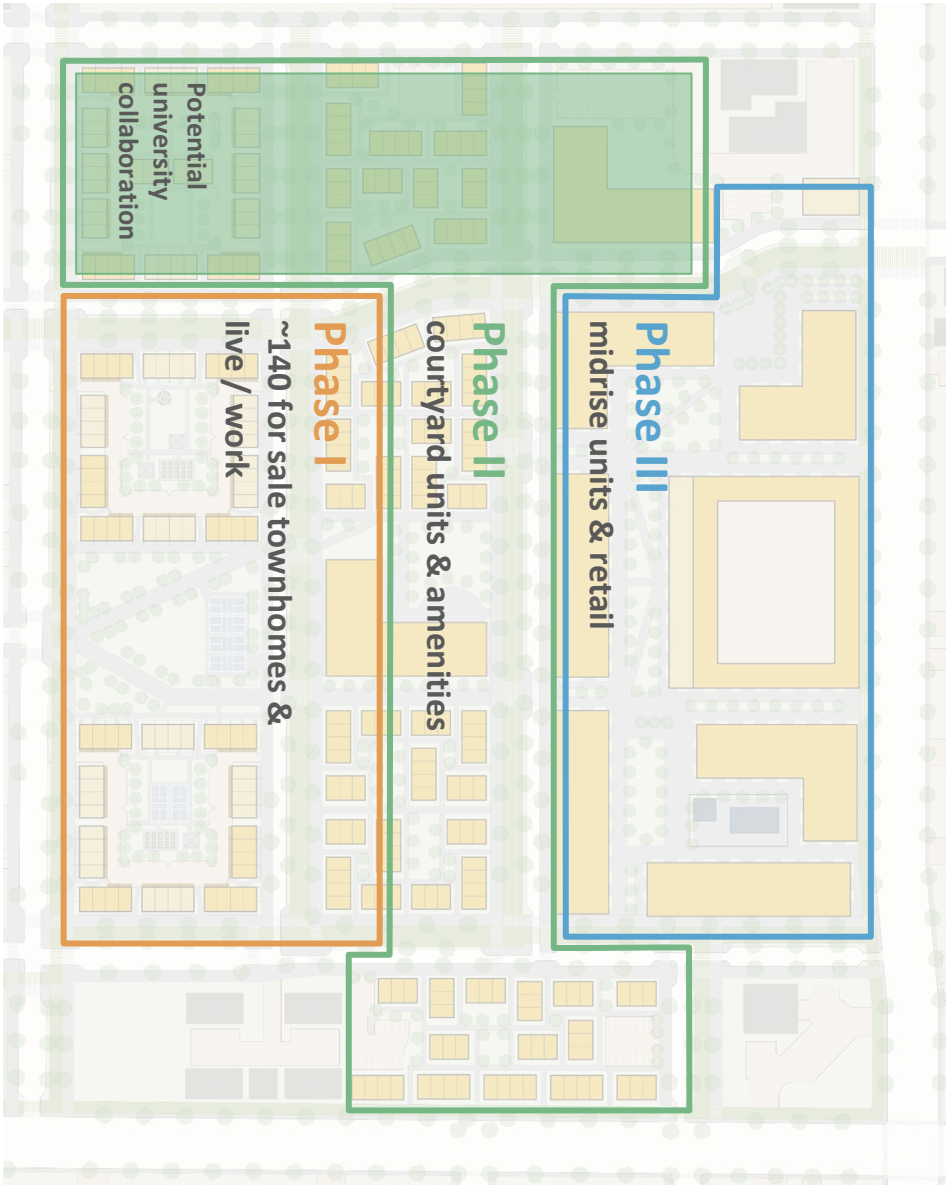 Potential
university
collaboration
Phase III
midrise units & retail
Phase II
courtyard units & amenities
Phase I
~140 for sale townhomes &
live / work